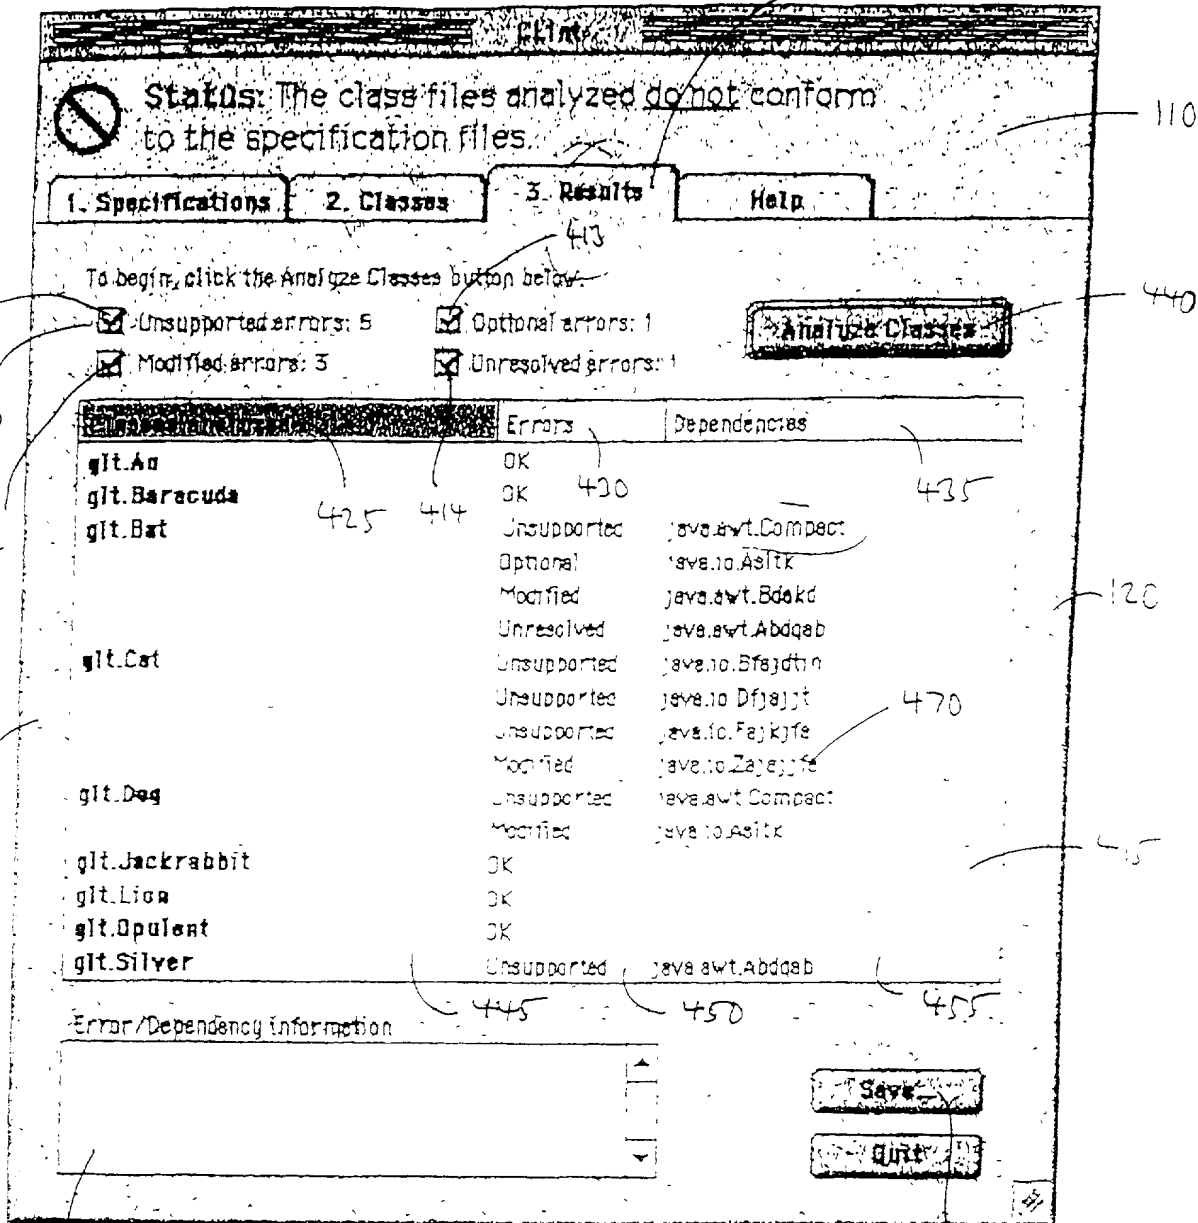 Status: The class files analyzed do not conform
to the specification files.
110
1. Specifications 2. Classes 3. Results Help
413
To begin, click the Analyze Classes button below.
440
Unsupported errors: 5 Optional errors: 1 Analyze Classes
Modified errors: 3 Unresolved errors: 1
Errors Dependencies
glt.Aa OK
glt.Baracuda OK
425 414 430 435
glt.Bat Unsupported java.awt.Compact
Optional java.io.Asltk
Modified java.awt.Bdakd
120
Unresolved java.awt.Abdqab
glt.Cat Unsupported
Unsupported
470
Unsupported
Modified
glt.Dog Unsupported java.awt.Compact
Modified java.io.Asltk
glt.Jackrabbit OK
glt.Lion OK
glt.Opulent OK
glt.Silver Unsupported java.awt.Abdqab
445 450 455
Error/Dependency information
Save
Quit